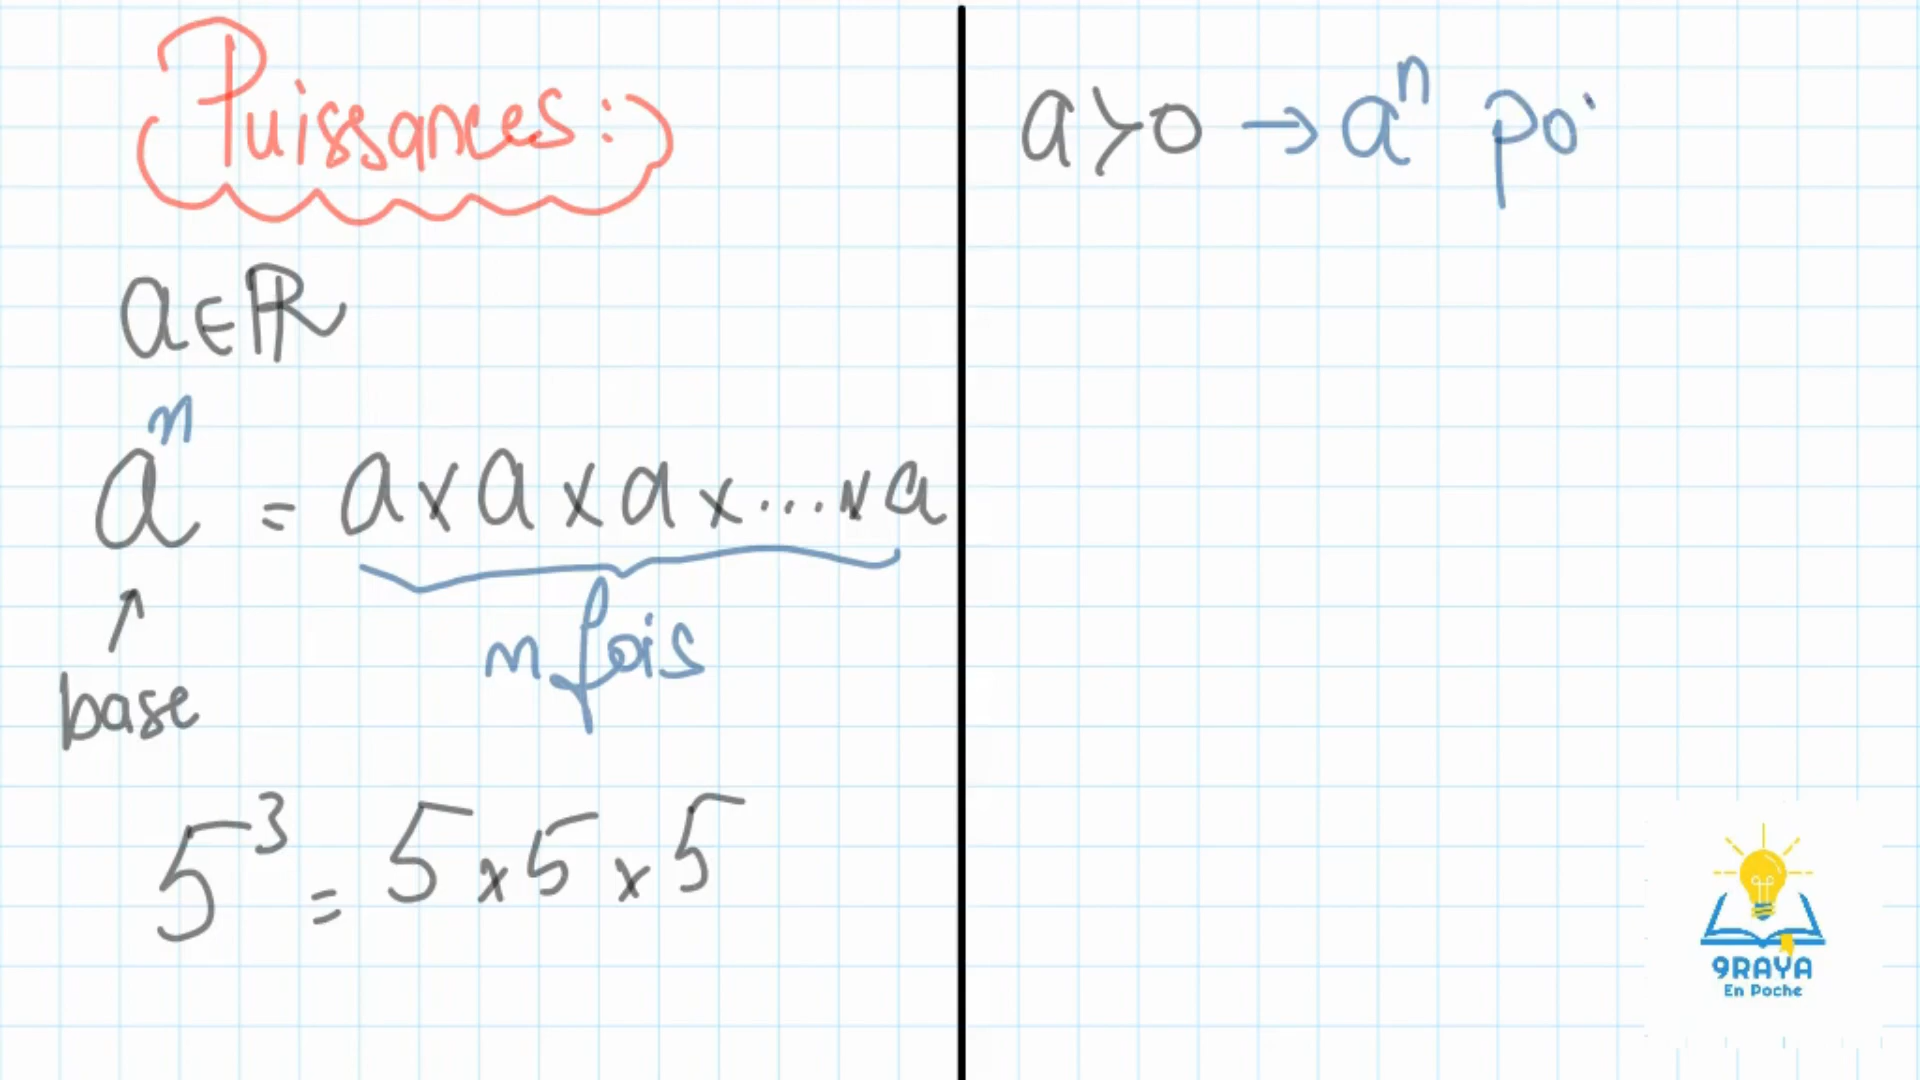 Puissances:
a∈ℝ
aⁿ = a×a×a×...×a
base
n fois
5³ = 5×5×5
a>0 → aⁿ po
9RAYA
En Poche